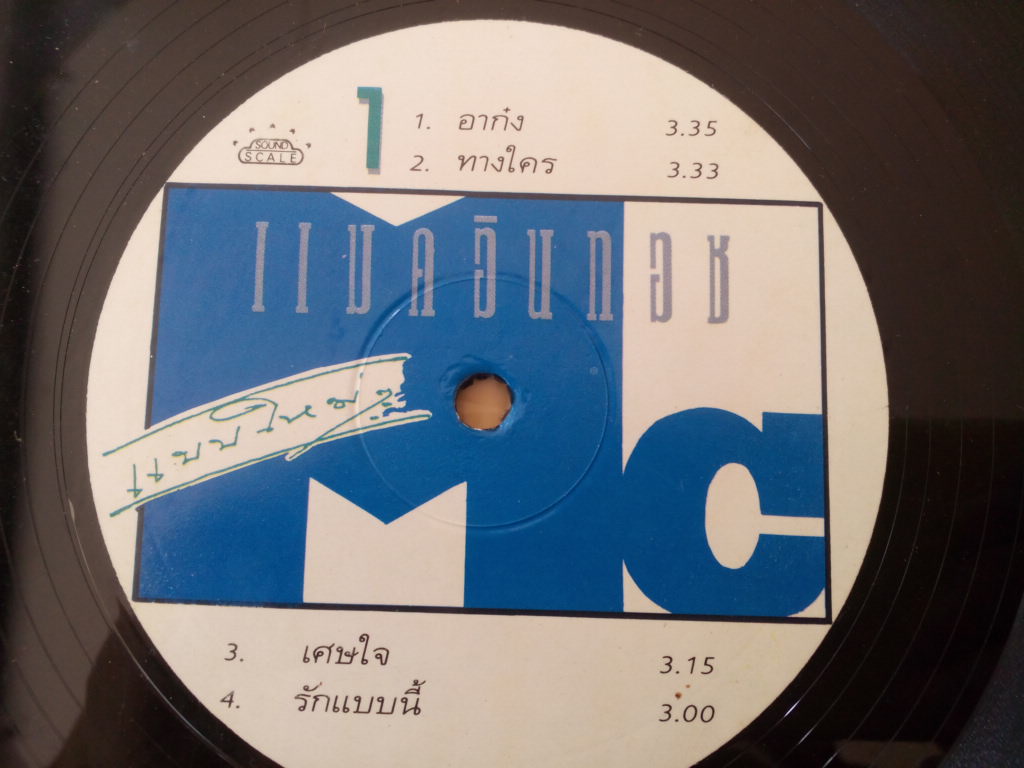 SOUND
SCALE
1
1. อาก๋ง 3.35
2. ทางใคร 3.33
แมคอินทอช
แบบใหม่ๆ
Mc
3. เศษใจ 3.15
4. รักแบบนี้ 3.00